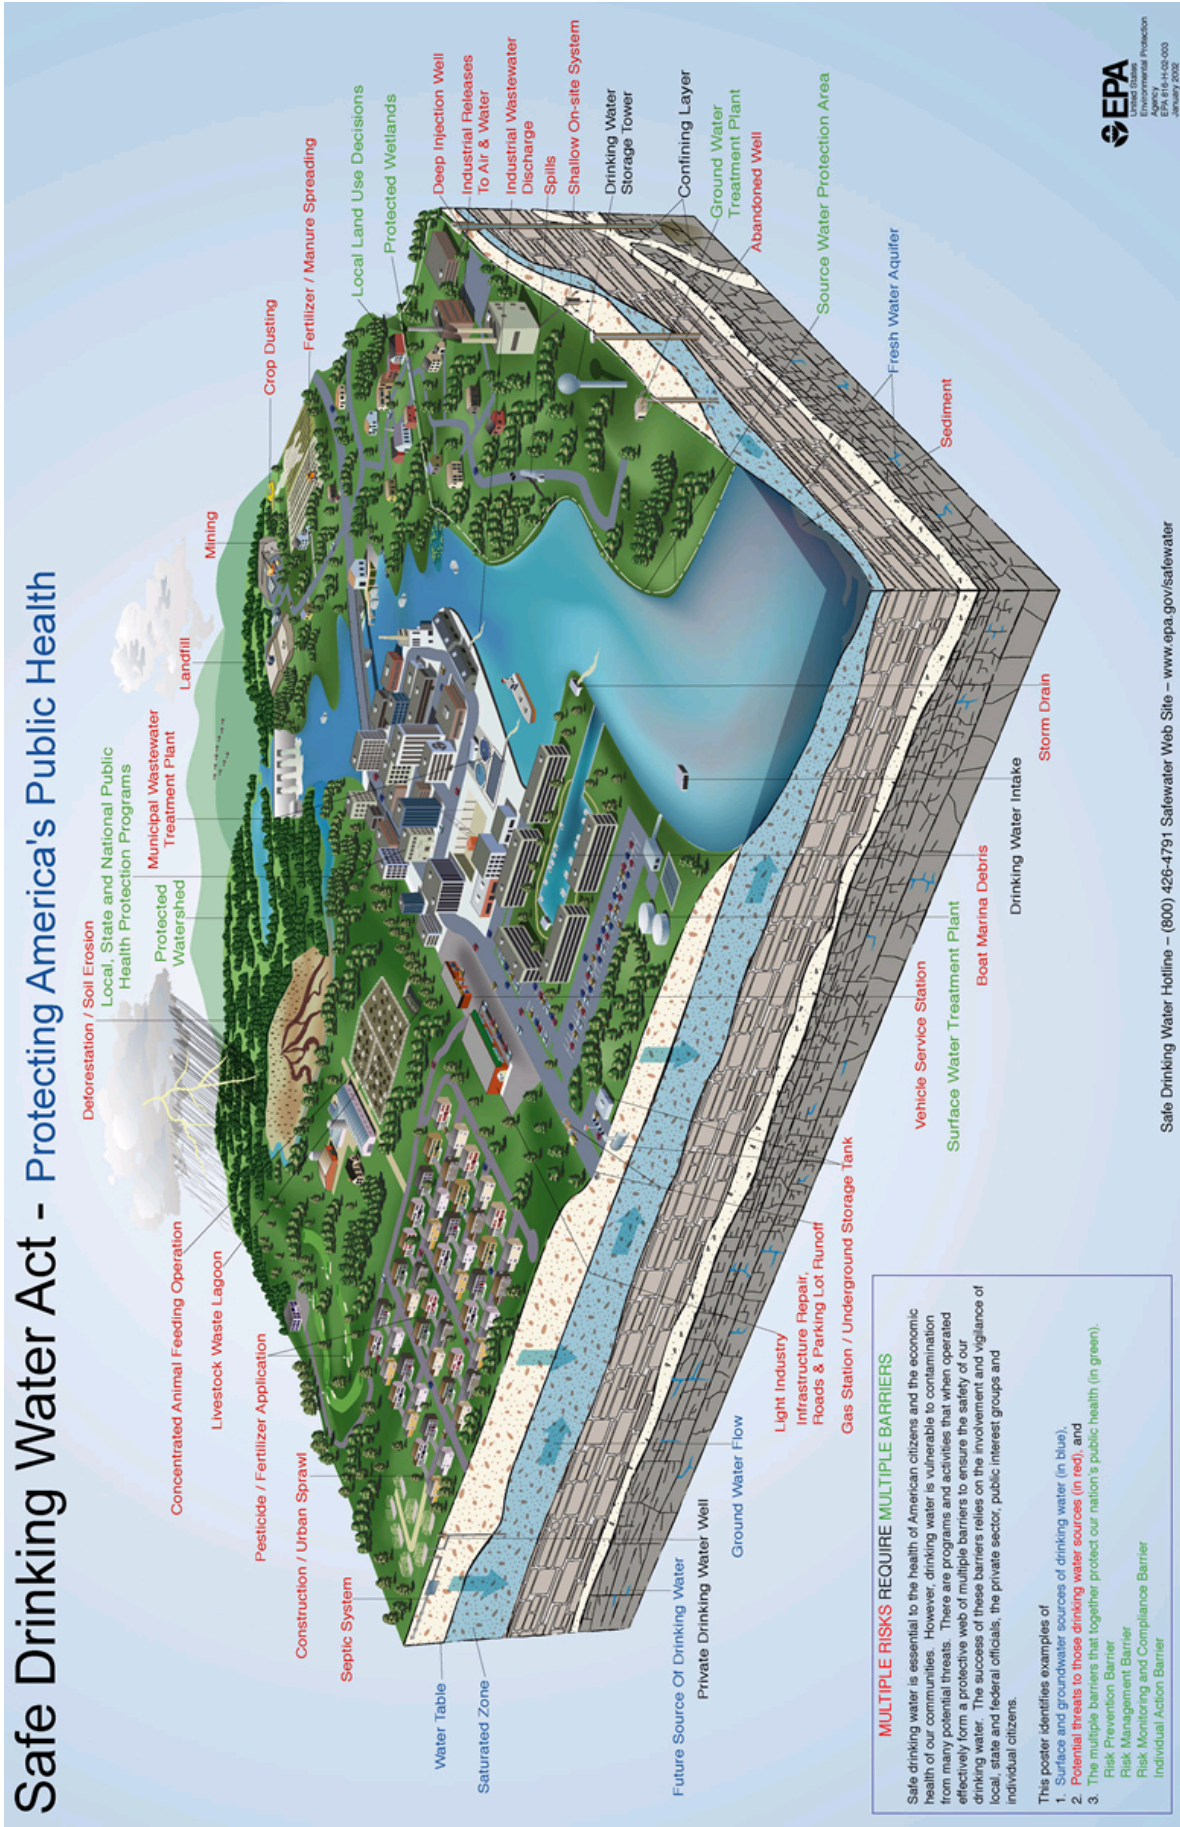 Safe Drinking Water Act - Protecting America's Public Health
Deforestation / Soil Erosion
Local, State and National Public
Health Protection Programs
Protected
Watershed
Municipal Wastewater
Treatment Plant
Landfill
Mining
Crop Dusting
Fertilizer / Manure Spreading
Local Land Use Decisions
Protected Wetlands
Deep Injection Well
Industrial Releases
To Air & Water
Industrial Wastewater
Discharge
Spills
Shallow On-site System
Drinking Water
Storage Tower
Confining Layer
Ground Water
Treatment Plant
Abandoned Well
Source Water Protection Area
Fresh Water Aquifer
Sediment
Storm Drain
Drinking Water Intake
Boat Marina Debris
Surface Water Treatment Plant
Vehicle Service Station
Gas Station / Underground Storage Tank
Infrastructure Repair,
Roads & Parking Lot Runoff
Light Industry
Ground Water Flow
Private Drinking Water Well
Future Source Of Drinking Water
Saturated Zone
Water Table
Septic System
Construction / Urban Sprawl
Pesticide / Fertilizer Application
Livestock Waste Lagoon
Concentrated Animal Feeding Operation
MULTIPLE RISKS REQUIRE MULTIPLE BARRIERS
Safe drinking water is essential to the health of American citizens and the economic
health of our communities. However, drinking water is vulnerable to contamination
from many potential threats. There are programs and activities that when operated
effectively form a protective web of multiple barriers to ensure the safety of our
drinking water. The success of these barriers relies on the involvement and vigilance of
local, state and federal officials, the private sector, public interest groups and
individual citizens.
This poster identifies examples of
1. Surface and groundwater sources of drinking water (in blue),
2. Potential threats to those drinking water sources (in red), and
3. The multiple barriers that together protect our nation's public health (in green).
Risk Prevention Barrier
Risk Management Barrier
Risk Monitoring and Compliance Barrier
Individual Action Barrier
Safe Drinking Water Hotline – (800) 426-4791 Safewater Web Site – www.epa.gov/safewater
EPA
United States
Environmental Protection
Agency
EPA 816-H-02-003
January 2002